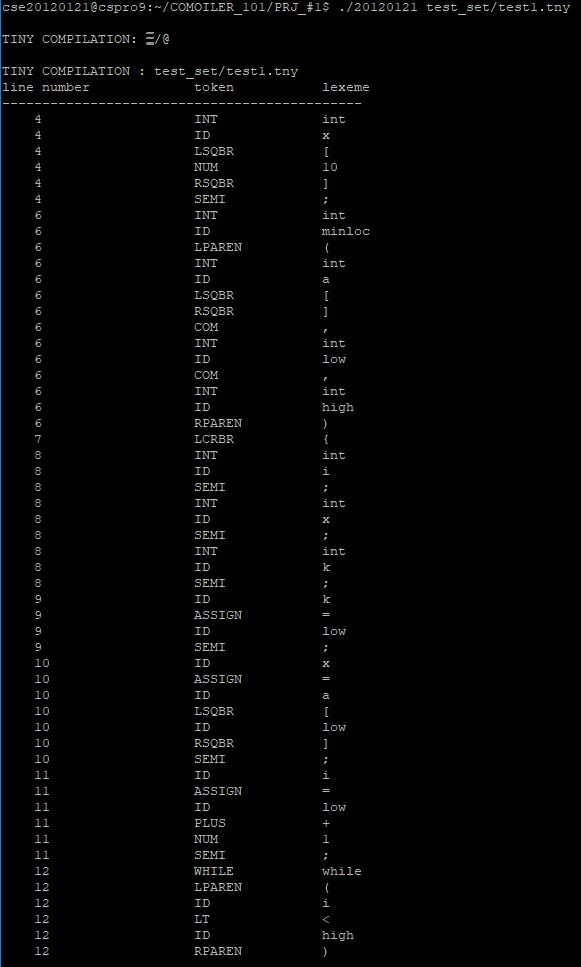 cse20120121@cspro9:~/COMOILER_101/PRJ_#1$ ./20120121 test_set/test1.tny
TINY COMPILATION: /@
TINY COMPILATION : test_set/test1.tny
line number token lexeme
---------------------------------------------
4 INT int
4 ID x
4 LSQBR [
4 NUM 10
4 RSQBR ]
4 SEMI ;
6 INT int
6 ID minloc
6 LPAREN (
6 INT int
6 ID a
6 LSQBR [
6 RSQBR ]
6 COM ,
6 INT int
6 ID low
6 COM ,
6 INT int
6 ID high
6 RPAREN )
7 LCRBR {
8 INT int
8 ID i
8 SEMI ;
8 INT int
8 ID x
8 SEMI ;
8 INT int
8 ID k
8 SEMI ;
9 ID k
9 ASSIGN =
9 ID low
9 SEMI ;
10 ID x
10 ASSIGN =
10 ID a
10 LSQBR [
10 ID low
10 RSQBR ]
10 SEMI ;
11 ID i
11 ASSIGN =
11 ID low
11 PLUS +
11 NUM 1
11 SEMI ;
12 WHILE while
12 LPAREN (
12 ID i
12 LT <
12 ID high
12 RPAREN )